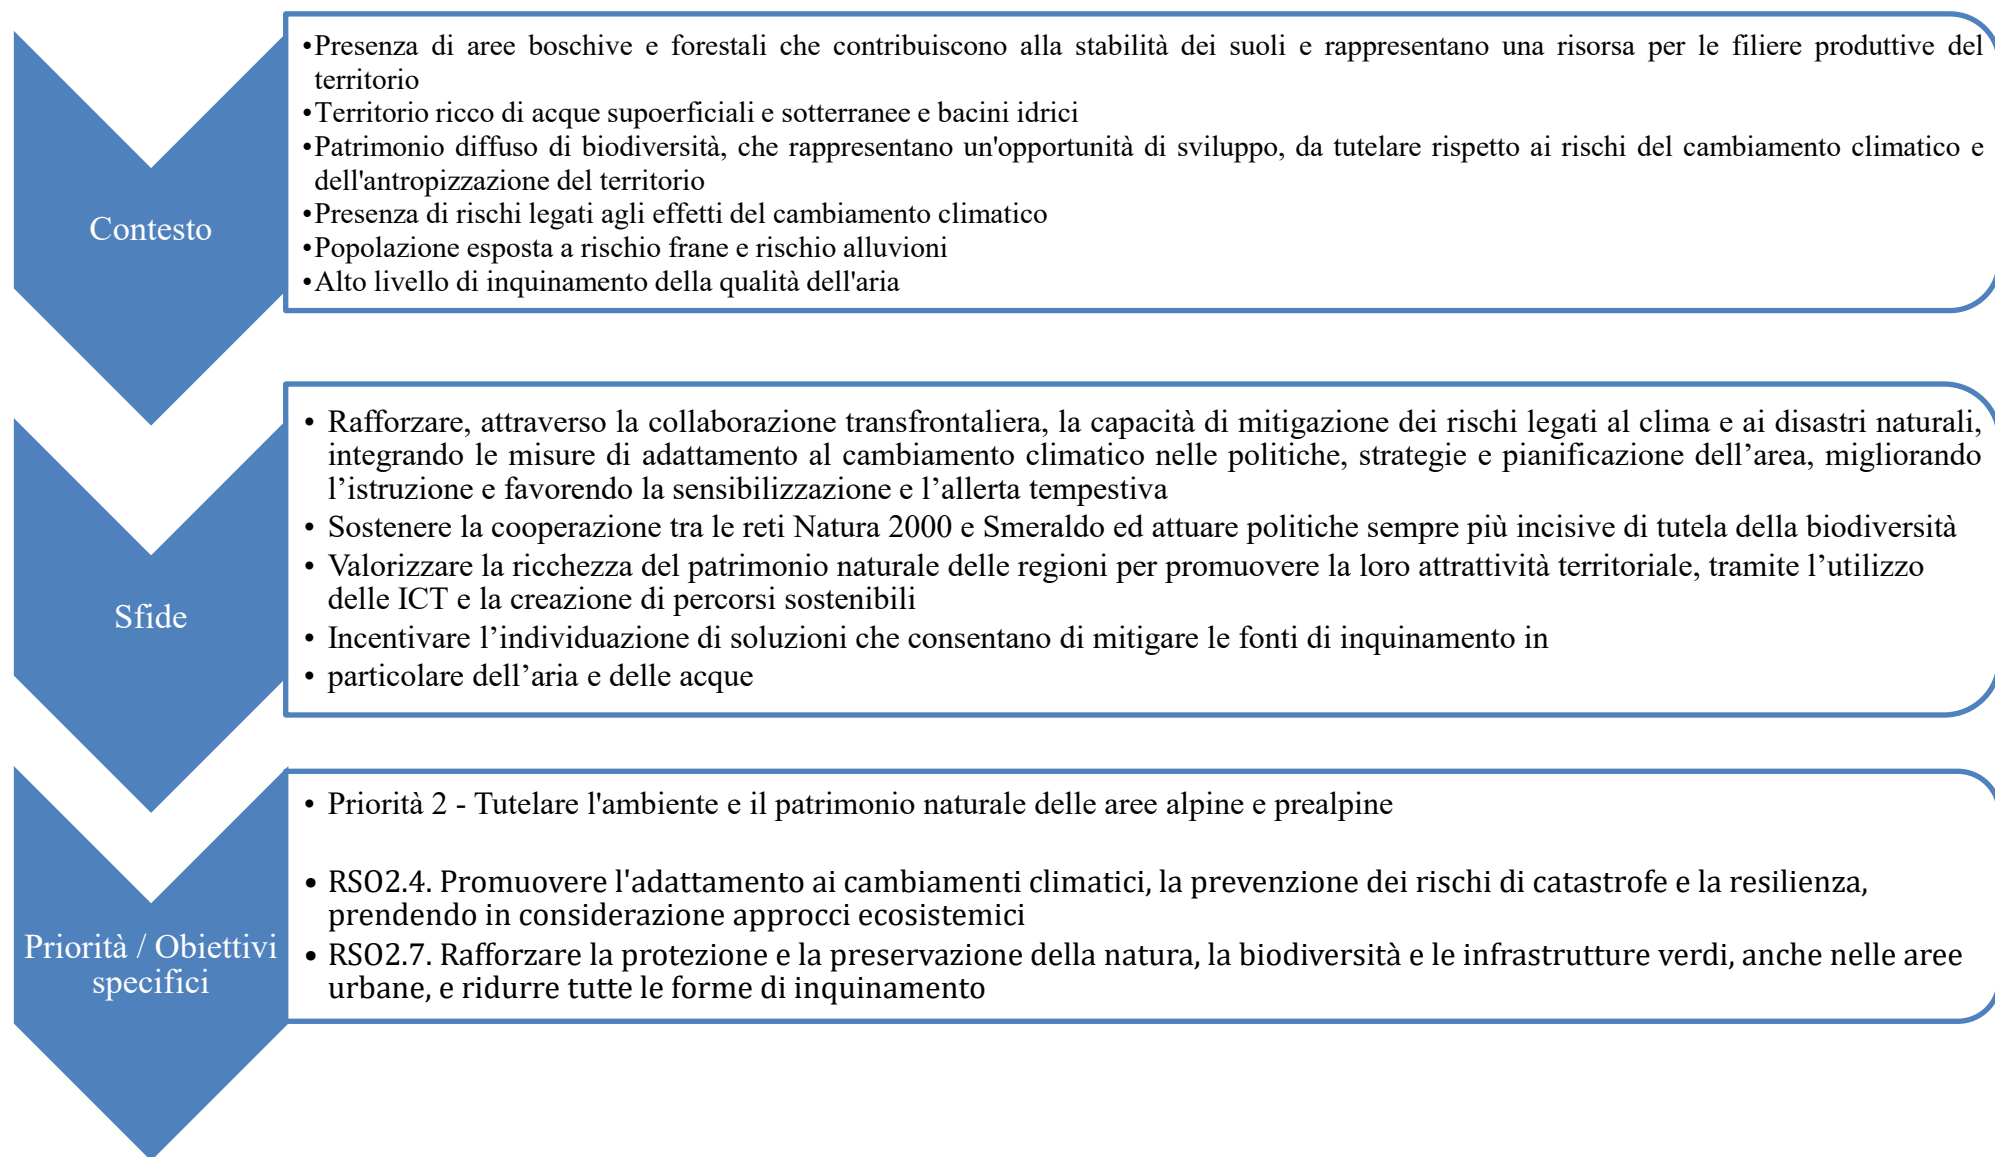 Contesto
•Presenza di aree boschive e forestali che contribuiscono alla stabilità dei suoli e rappresentano una risorsa per le filiere produttive del
territorio
•Territorio ricco di acque supoerficiali e sotterranee e bacini idrici
•Patrimonio diffuso di biodiversità, che rappresentano un'opportunità di sviluppo, da tutelare rispetto ai rischi del cambiamento climatico e
dell'antropizzazione del territorio
•Presenza di rischi legati agli effetti del cambiamento climatico
•Popolazione esposta a rischio frane e rischio alluvioni
•Alto livello di inquinamento della qualità dell'aria
Sfide
• Rafforzare, attraverso la collaborazione transfrontaliera, la capacità di mitigazione dei rischi legati al clima e ai disastri naturali,
integrando le misure di adattamento al cambiamento climatico nelle politiche, strategie e pianificazione dell’area, migliorando
l’istruzione e favorendo la sensibilizzazione e l’allerta tempestiva
• Sostenere la cooperazione tra le reti Natura 2000 e Smeraldo ed attuare politiche sempre più incisive di tutela della biodiversità
• Valorizzare la ricchezza del patrimonio naturale delle regioni per promuovere la loro attrattività territoriale, tramite l’utilizzo
delle ICT e la creazione di percorsi sostenibili
• Incentivare l’individuazione di soluzioni che consentano di mitigare le fonti di inquinamento in
• particolare dell’aria e delle acque
Priorità / Obiettivi
specifici
• Priorità 2 - Tutelare l'ambiente e il patrimonio naturale delle aree alpine e prealpine
• RSO2.4. Promuovere l'adattamento ai cambiamenti climatici, la prevenzione dei rischi di catastrofe e la resilienza,
prendendo in considerazione approcci ecosistemici
• RSO2.7. Rafforzare la protezione e la preservazione della natura, la biodiversità e le infrastrutture verdi, anche nelle aree
urbane, e ridurre tutte le forme di inquinamento